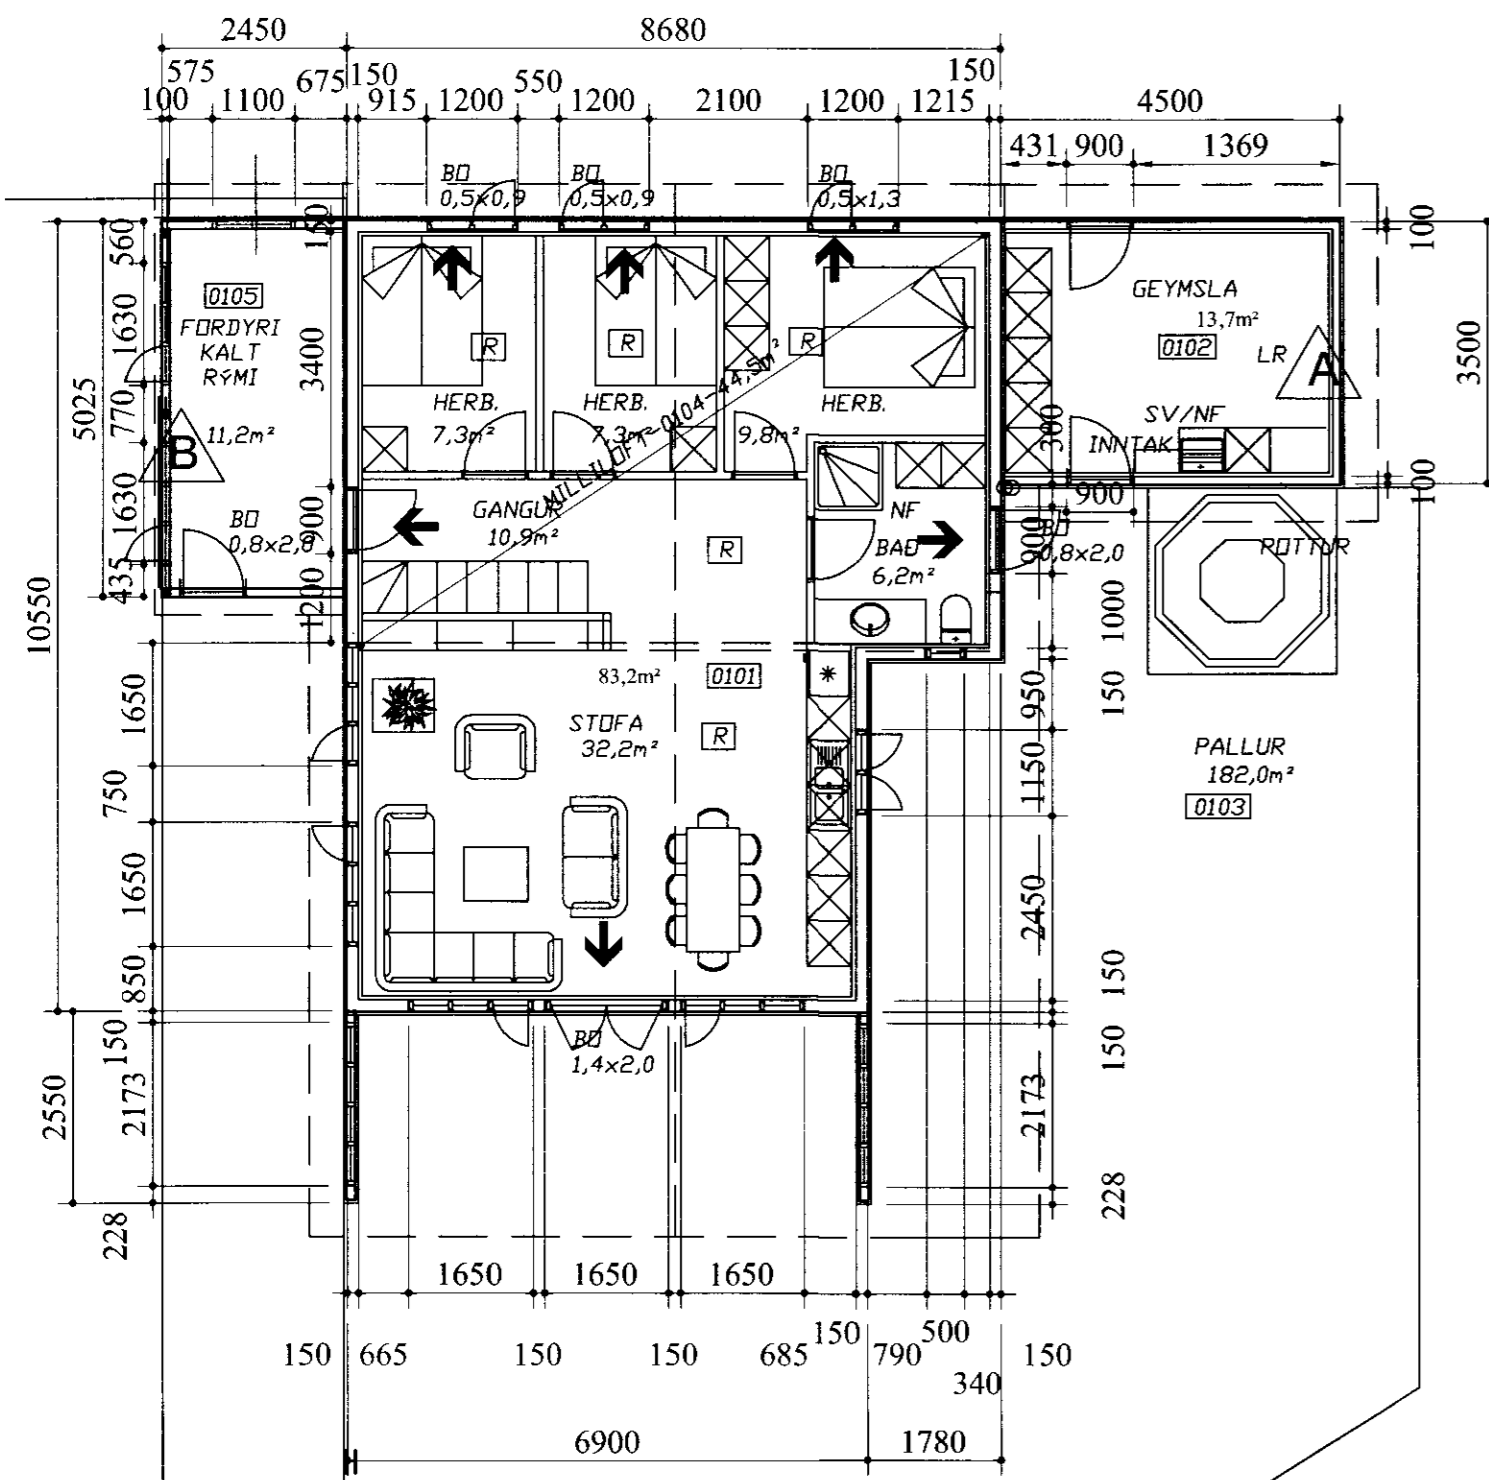 2450 8680
575 675 150 550 150
100 1100 915 1200 1200 2100 1200 1215 4500
431 900 1369
BO
0,5x0,9
BO
0,5x0,9
BO
0,5x1,3
560
150
100
0105
FORDYRI
KALT
RÝMI
11,2m²
B
1630
3400
770
5025
1630
435
900
1200
10550
R
R
R
HERB.
7,3m²
HERB.
7,3m²
HERB.
9,8m²
MILLILOFT-0104-44,5m²
GEYMSLA
13,7m²
0102
LR
A
SV/NF
INNTAK
300
3500
100
900
GANGUR
10,9m²
BO
0,8x2,8
NF
BAÐ
6,2m²
R
BO
0,8x2,0
900
POTTUR
1000
83,2m²
0101
STOFA
32,2m²
R
1650
750
1650
850
150
2173
2550
228
950
150
1150
2450
150
150
2173
228
PALLUR
182,0m²
0103
BO
1,4x2,0
1650 1650 1650
150 500
150 665 150 150 685 790 150
340
6900 1780